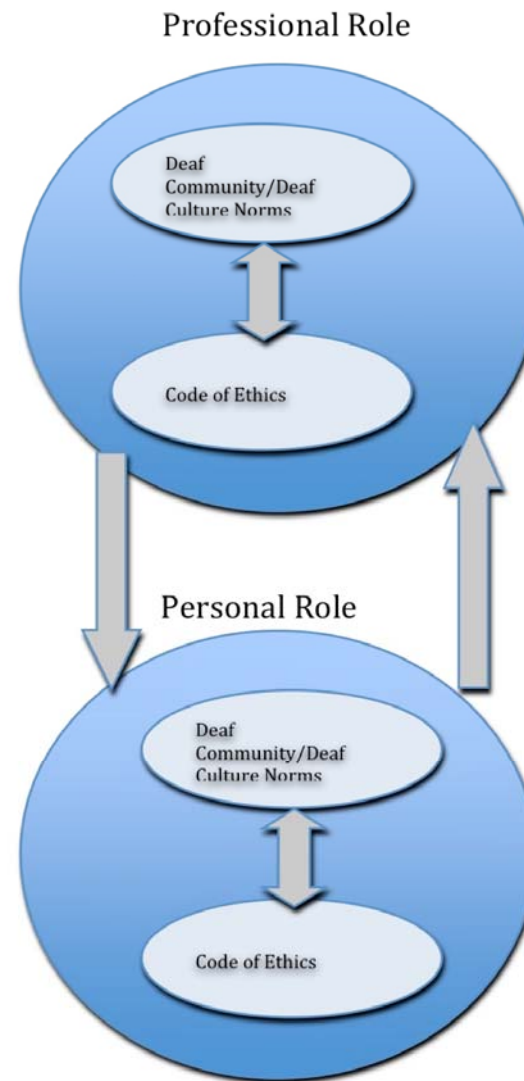 Professional Role
Deaf
Community/Deaf
Culture Norms
Code of Ethics
Personal Role
Deaf
Community/Deaf
Culture Norms
Code of Ethics